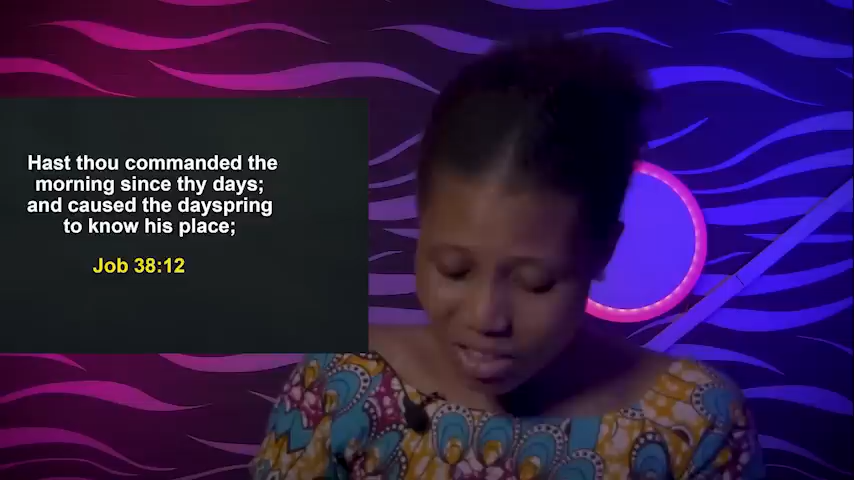 Hast thou commanded the
morning since thy days;
and caused the dayspring
to know his place;
Job 38:12